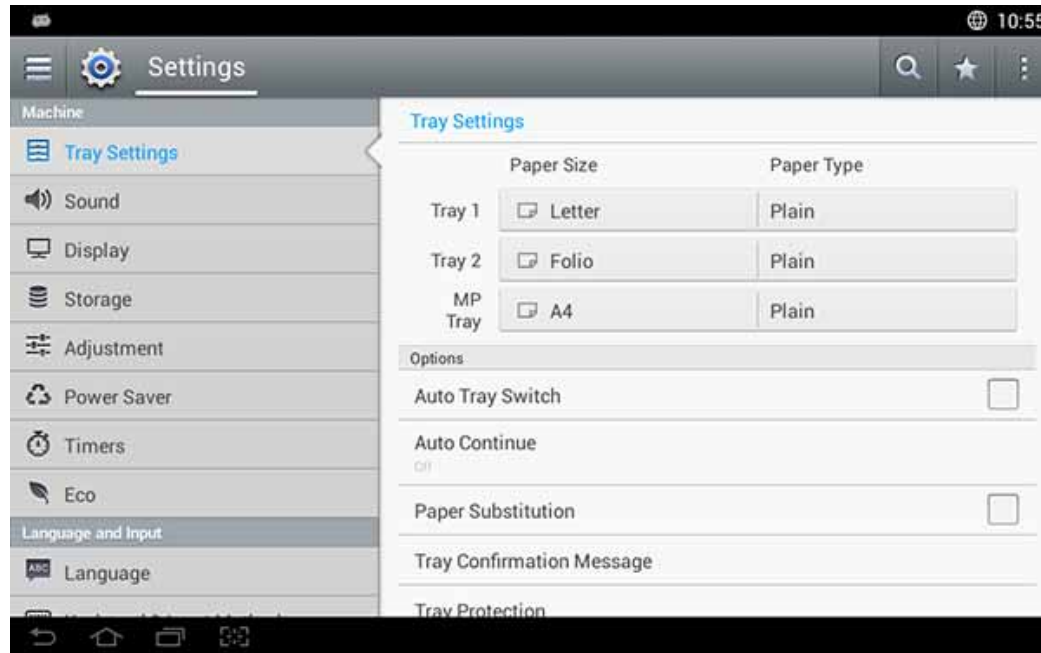 10:55
Settings
Machine
Tray Settings
Sound
Display
Storage
Adjustment
Power Saver
Timers
Eco
Language and Input
ABC
Language
Tray Settings
Paper Size Paper Type
Tray 1 Letter Plain
Tray 2 Folio Plain
MP
Tray A4 Plain
Options
Auto Tray Switch
Auto Continue
Off
Paper Substitution
Tray Confirmation Message
Tray Protection